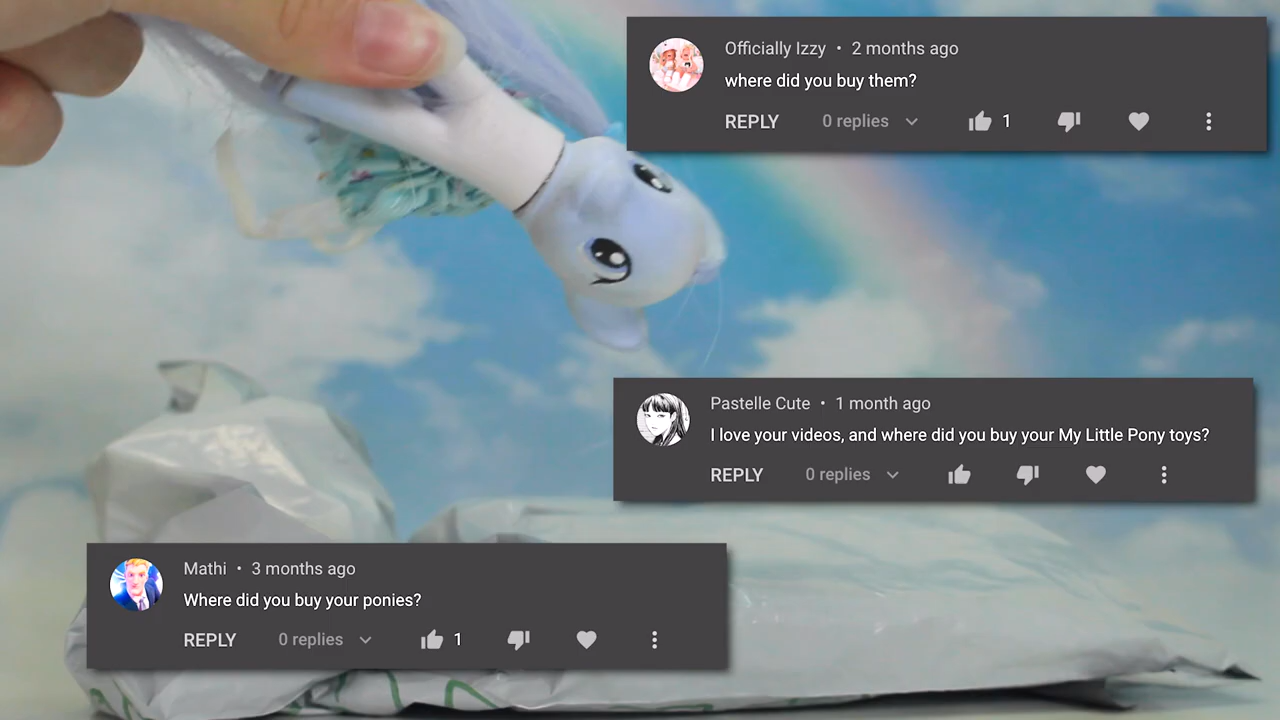 Officially Izzy • 2 months ago
where did you buy them?
REPLY 0 replies 1
Pastelle Cute • 1 month ago
I love your videos, and where did you buy your My Little Pony toys?
REPLY 0 replies
Mathi • 3 months ago
Where did you buy your ponies?
REPLY 0 replies 1